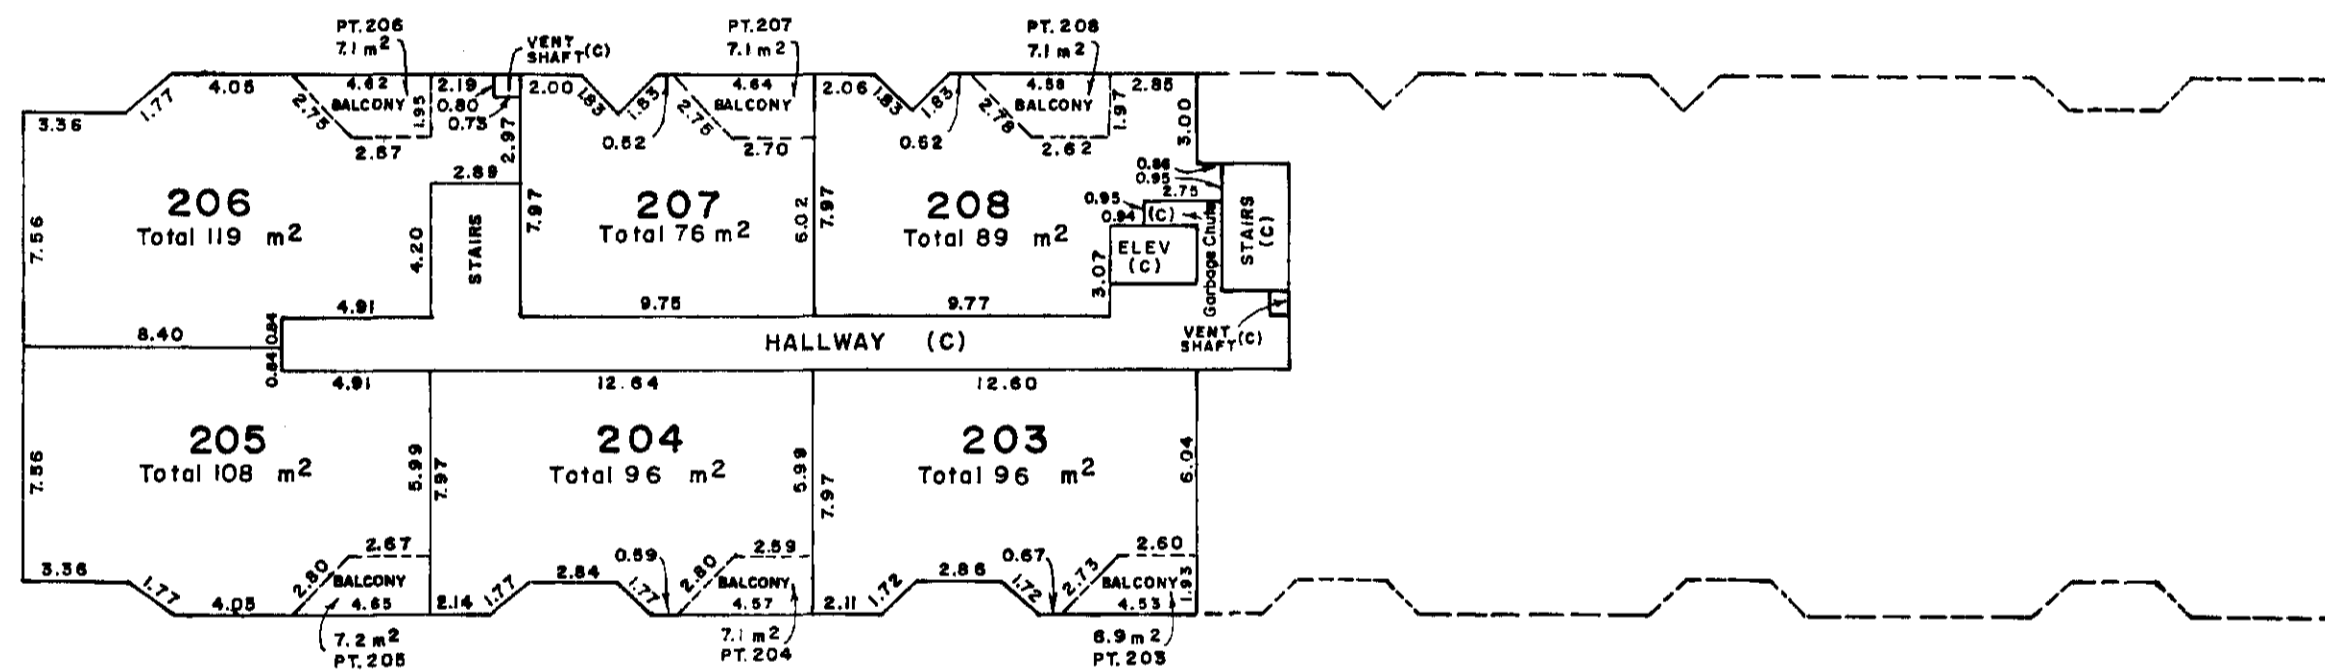 PT.206
7.1 m2
VENT
SHAFT(C)
PT.207
7.1 m2
PT.208
7.1 m2
4.05
4.62
2.19
2.00
4.64
2.06
4.58
2.85
1.77
2.75
BALCONY
1.95
0.80
0.73
1.83
1.83
2.75
BALCONY
1.83
1.83
2.78
BALCONY
1.97
3.00
3.36
2.67
2.97
0.52
2.70
0.52
2.62
2.89
0.86
0.95
2.75
206
Total 119 m2
207
Total 76 m2
208
Total 89 m2
0.95
0.94
(C)
7.56
4.20
STAIRS
7.97
6.02
7.97
3.07
ELEV
(C)
Garbage Chute
STAIRS
(C)
4.91
9.75
9.77
8.40
0.84
0.84
HALLWAY (C)
VENT
SHAFT(C)
4.91
12.64
12.60
205
Total 108 m2
204
Total 96 m2
203
Total 96 m2
7.56
5.99
7.97
5.99
7.97
6.04
2.67
0.59
2.59
0.67
2.60
3.36
1.77
2.80
BALCONY
2.84
1.77
1.77
2.80
BALCONY
2.86
1.72
1.72
2.73
BALCONY
1.93
4.05
4.65
2.14
4.57
2.11
4.53
7.2 m2
PT.205
7.1 m2
PT.204
6.9 m2
PT.203